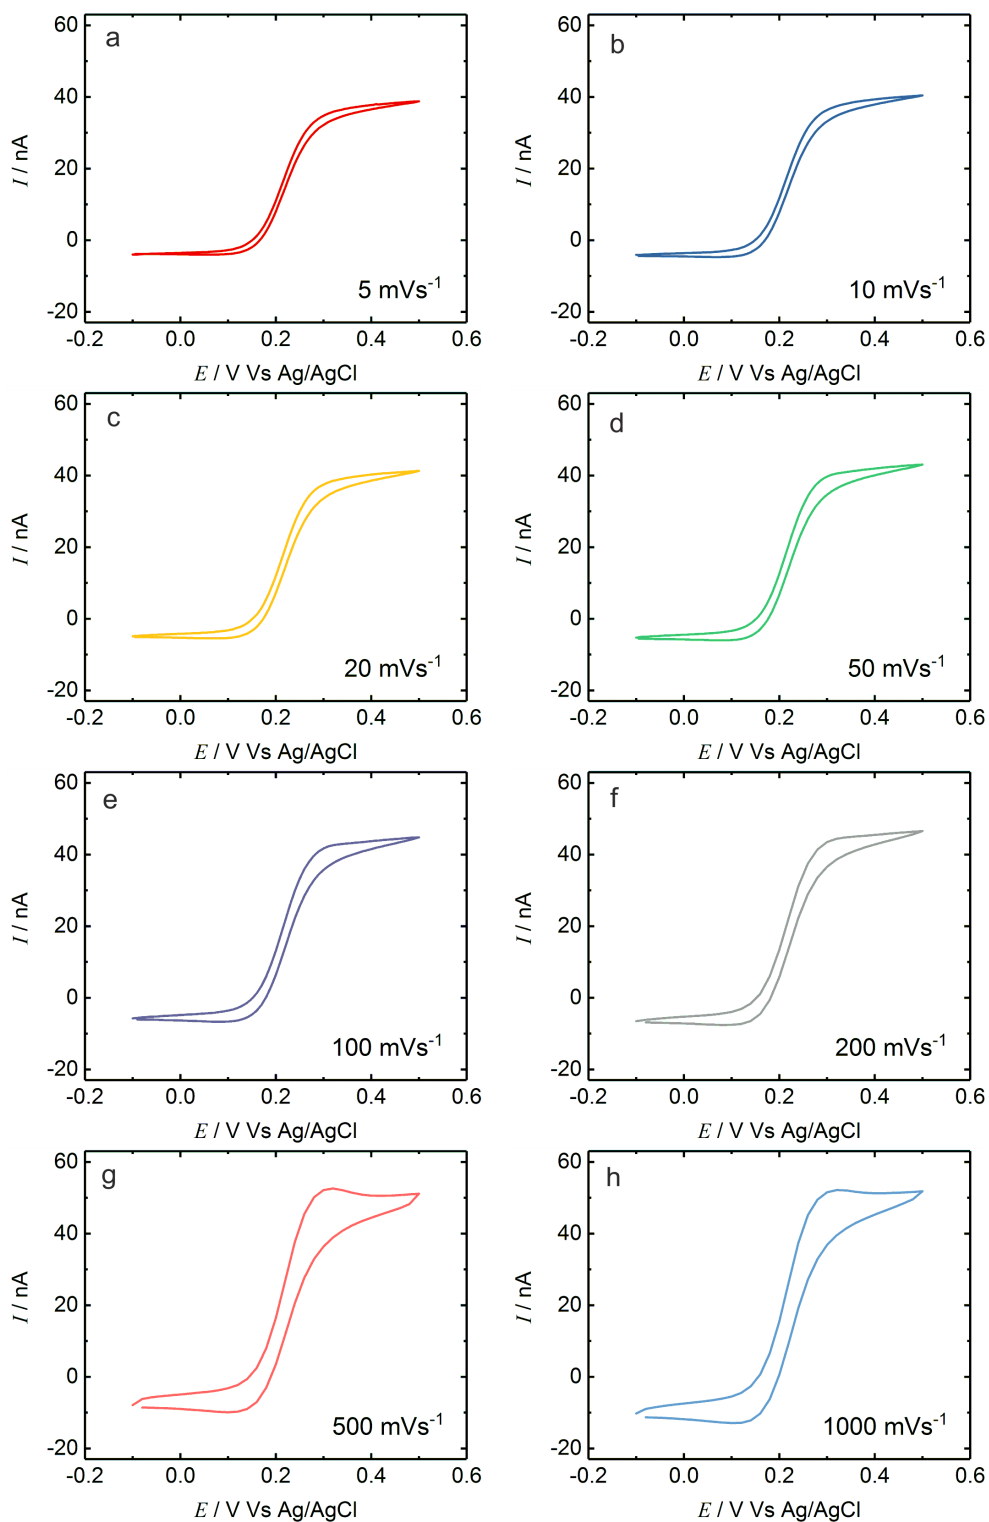 a
60
40
20
0
-20
I / nA
5 mVs-1
-0.2 0.0 0.2 0.4 0.6
E / V Vs Ag/AgCl
b
60
40
20
0
-20
I / nA
10 mVs-1
-0.2 0.0 0.2 0.4 0.6
E / V Vs Ag/AgCl
c
60
40
20
0
-20
I / nA
20 mVs-1
-0.2 0.0 0.2 0.4 0.6
E / V Vs Ag/AgCl
d
60
40
20
0
-20
I / nA
50 mVs-1
-0.2 0.0 0.2 0.4 0.6
E / V Vs Ag/AgCl
e
60
40
20
0
-20
I / nA
100 mVs-1
-0.2 0.0 0.2 0.4 0.6
E / V Vs Ag/AgCl
f
60
40
20
0
-20
I / nA
200 mVs-1
-0.2 0.0 0.2 0.4 0.6
E / V Vs Ag/AgCl
g
60
40
20
0
-20
I / nA
500 mVs-1
-0.2 0.0 0.2 0.4 0.6
E / V Vs Ag/AgCl
h
60
40
20
0
-20
I / nA
1000 mVs-1
-0.2 0.0 0.2 0.4 0.6
E / V Vs Ag/AgCl